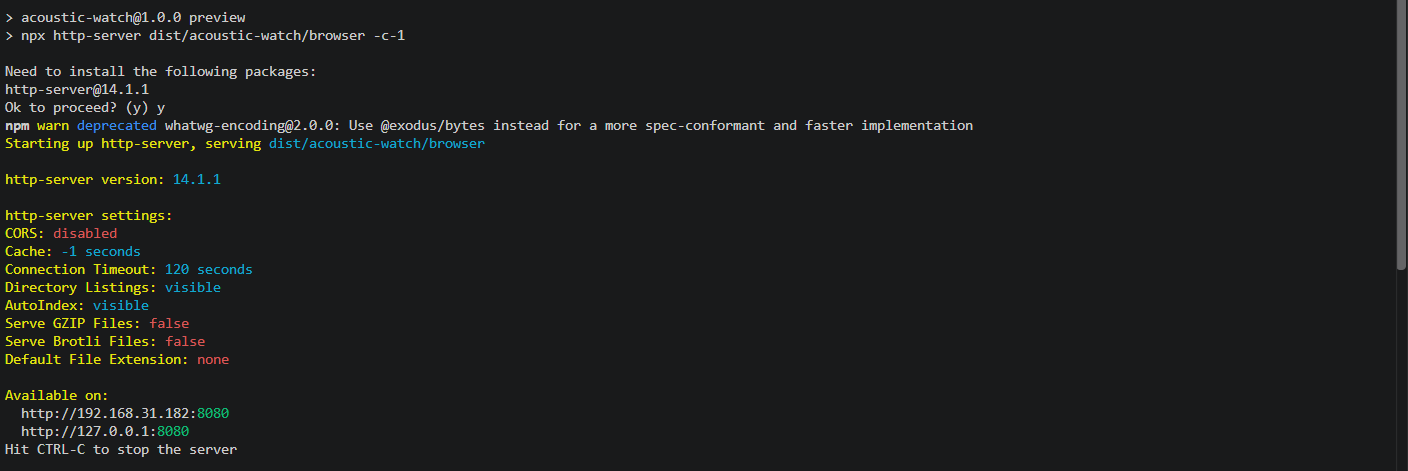 > acoustic-watch@1.0.0 preview
> npx http-server dist/acoustic-watch/browser -c-1
Need to install the following packages:
http-server@14.1.1
Ok to proceed? (y) y
npm warn deprecated whatwg-encoding@2.0.0: Use @exodus/bytes instead for a more spec-conformant and faster implementation
Starting up http-server, serving dist/acoustic-watch/browser
http-server version: 14.1.1
http-server settings:
CORS: disabled
Cache: -1 seconds
Connection Timeout: 120 seconds
Directory Listings: visible
AutoIndex: visible
Serve GZIP Files: false
Serve Brotli Files: false
Default File Extension: none
Available on:
  http://192.168.31.182:8080
  http://127.0.0.1:8080
Hit CTRL-C to stop the server